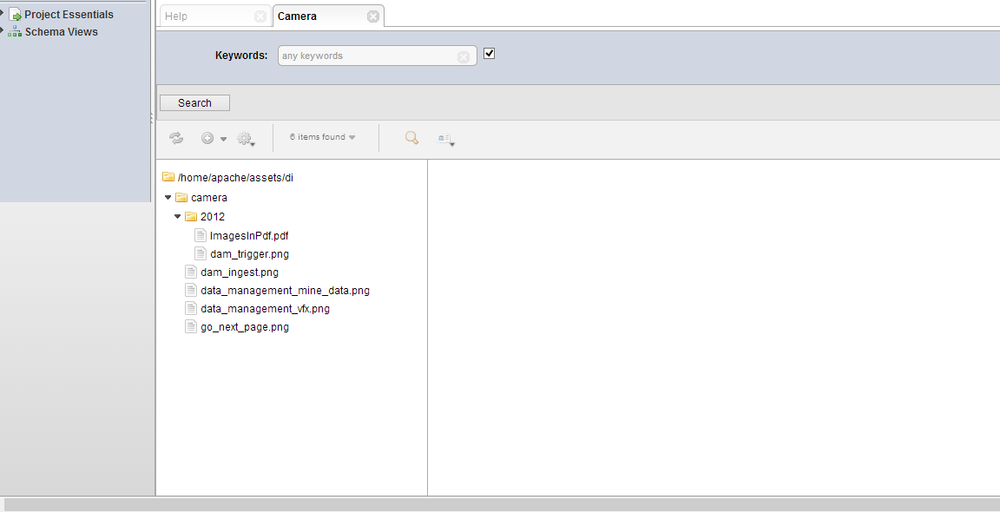 Project Essentials
Schema Views
Help
Camera
Keywords:
any keywords
Search
6 items found
/home/apache/assets/di
camera
2012
ImagesInPdf.pdf
dam_trigger.png
dam_ingest.png
data_management_mine_data.png
data_management_vfx.png
go_next_page.png